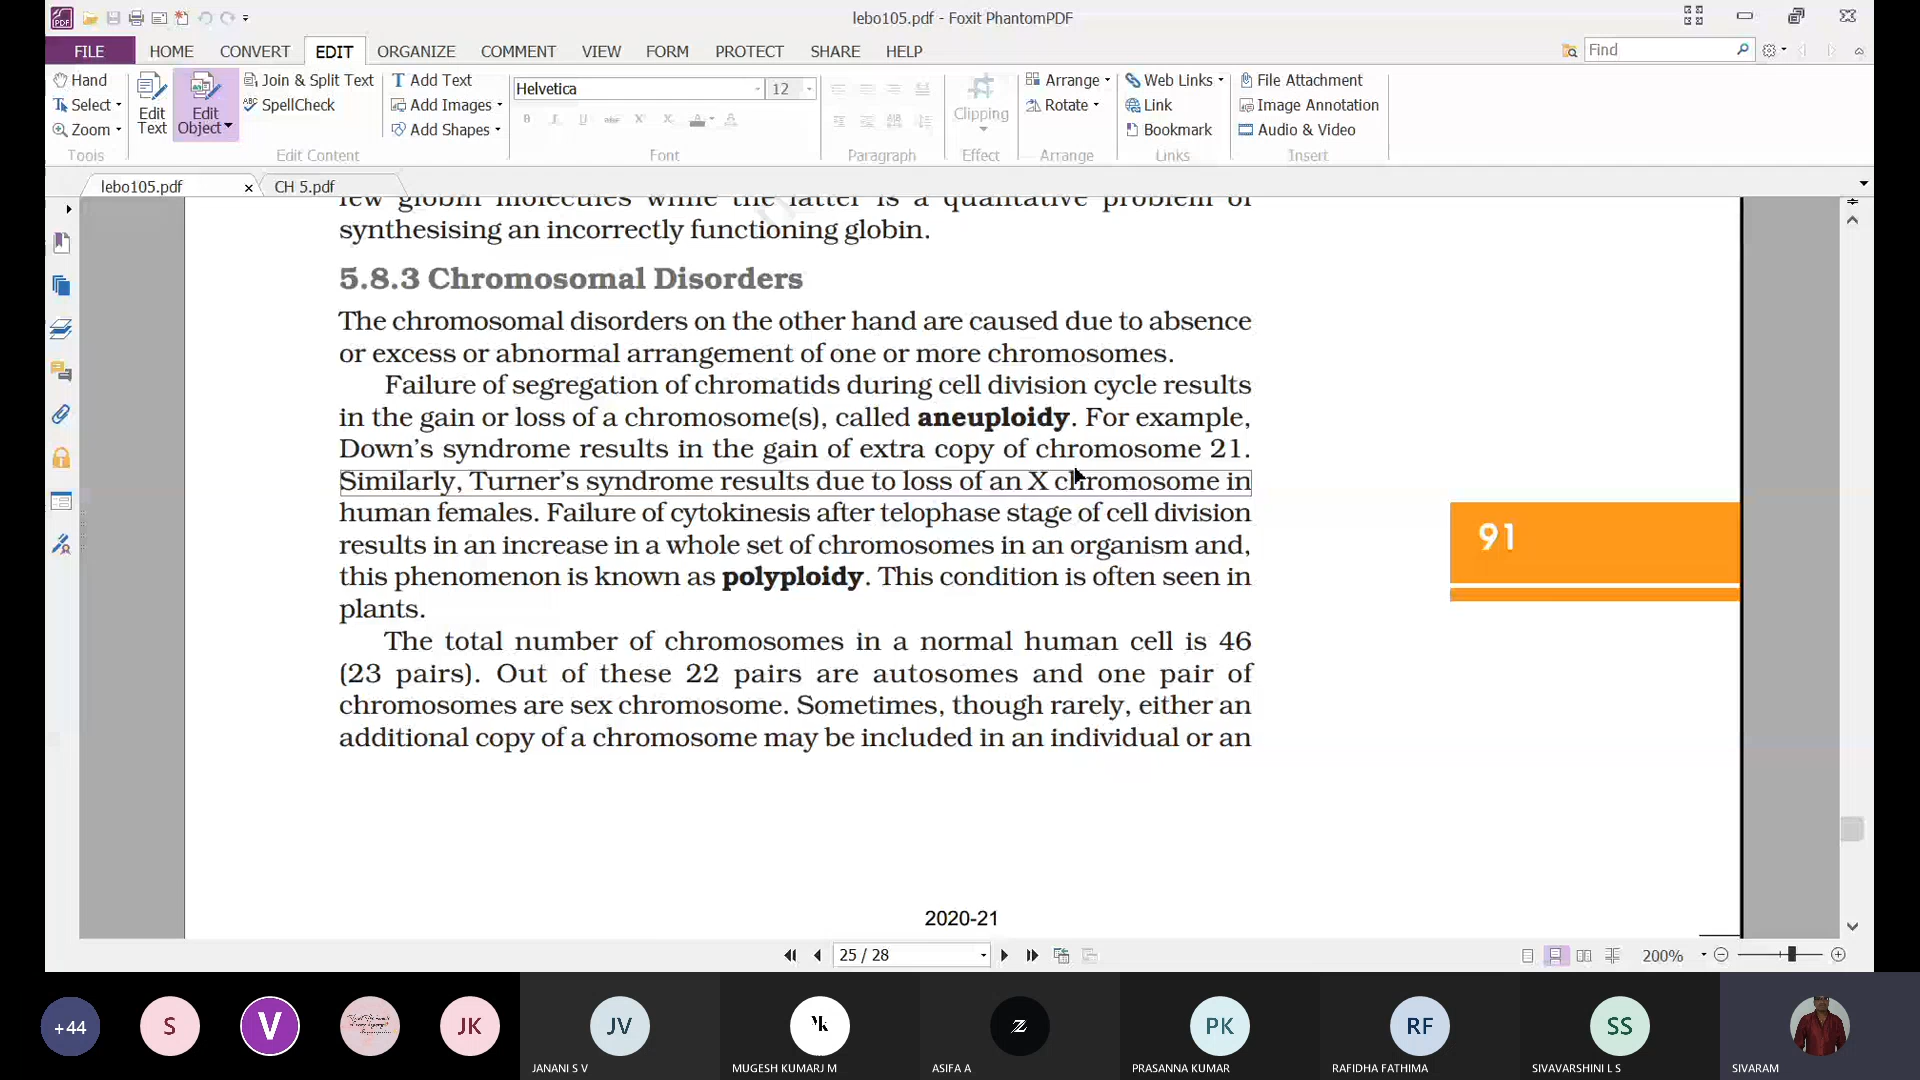 lebo105.pdf - Foxit PhantomPDF
FILE HOME CONVERT EDIT ORGANIZE COMMENT VIEW FORM PROTECT SHARE HELP Find
Hand
Select
Zoom
Tools
Edit Text
Edit Object
Join & Split Text
SpellCheck
Edit Content
Add Text
Add Images
Add Shapes
Helvetica 12
Font
Paragraph
Clipping
Effect
Arrange
Rotate
Arrange
Web Links
Link
Bookmark
Links
File Attachment
Image Annotation
Audio & Video
Insert
lebo105.pdf CH 5.pdf
few globin molecules while the latter is a qualitative problem of
synthesising an incorrectly functioning globin.
5.8.3 Chromosomal Disorders
The chromosomal disorders on the other hand are caused due to absence
or excess or abnormal arrangement of one or more chromosomes.
Failure of segregation of chromatids during cell division cycle results
in the gain or loss of a chromosome(s), called aneuploidy. For example,
Down's syndrome results in the gain of extra copy of chromosome 21.
Similarly, Turner's syndrome results due to loss of an X chromosome in
human females. Failure of cytokinesis after telophase stage of cell division
results in an increase in a whole set of chromosomes in an organism and,
this phenomenon is known as polyploidy. This condition is often seen in
plants.
The total number of chromosomes in a normal human cell is 46
(23 pairs). Out of these 22 pairs are autosomes and one pair of
chromosomes are sex chromosome. Sometimes, though rarely, either an
additional copy of a chromosome may be included in an individual or an
91
2020-21
25 / 28
200%
+44 S V JK JV PK RF SS
JANANI S V MUGESH KUMARJ M ASIFA A PRASANNA KUMAR RAFIDHA FATHIMA SIVAVARSHINI L S SIVARAM